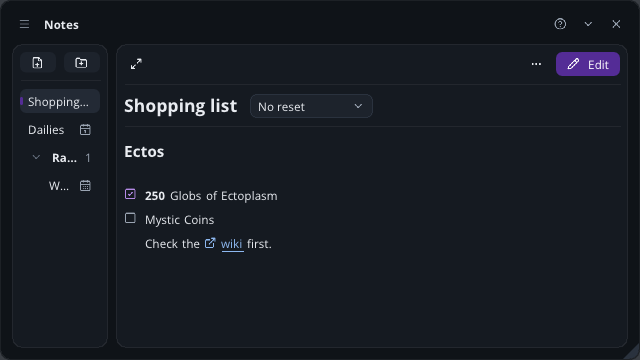 Notes
Shopping...
Dailies
Ra... 1
W...
Edit
Shopping list No reset
Ectos
250 Globs of Ectoplasm
Mystic Coins
Check the wiki first.